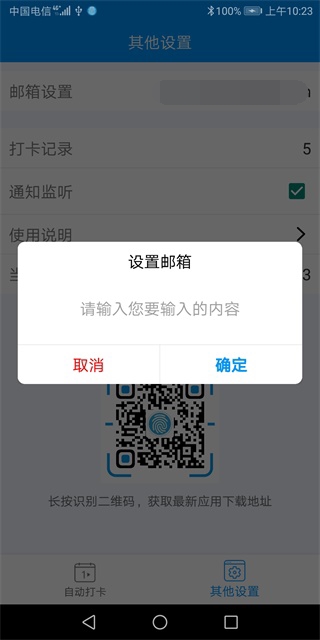 中国电信 4G 100% 上午10:23
其他设置
邮箱设置
打卡记录 5
通知监听
使用说明
设置邮箱
当 3
请输入您要输入的内容
取消 确定
长按识别二维码，获取最新应用下载地址
1
自动打卡 其他设置